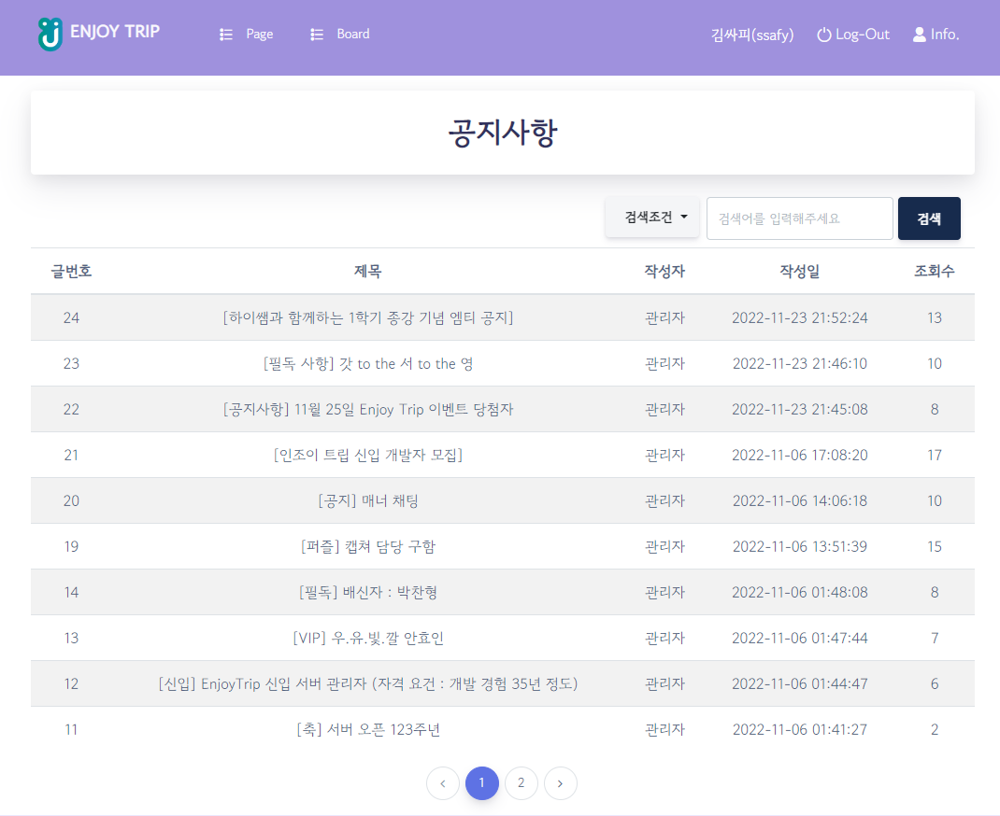 ENJOY TRIP Page Board 김싸피(ssafy) Log-Out Info.
공지사항
검색조건 검색어를 입력해주세요 검색
글번호 제목 작성자 작성일 조회수
24 [하이쌤과 함께하는 1학기 종강 기념 엠티 공지] 관리자 2022-11-23 21:52:24 13
23 [필독 사항] 갓 to the 서 to the 영 관리자 2022-11-23 21:46:10 10
22 [공지사항] 11월 25일 Enjoy Trip 이벤트 당첨자 관리자 2022-11-23 21:45:08 8
21 [인조이 트립 신입 개발자 모집] 관리자 2022-11-06 17:08:20 17
20 [공지] 매너 채팅 관리자 2022-11-06 14:06:18 10
19 [퍼즐] 캡쳐 담당 구함 관리자 2022-11-06 13:51:39 15
14 [필독] 배신자 : 박찬형 관리자 2022-11-06 01:48:08 8
13 [VIP] 우.유.빛.깔 안효인 관리자 2022-11-06 01:47:44 7
12 [신입] EnjoyTrip 신입 서버 관리자 (자격 요건 : 개발 경험 35년 정도) 관리자 2022-11-06 01:44:47 6
11 [축] 서버 오픈 123주년 관리자 2022-11-06 01:41:27 2
‹ 1 2 ›